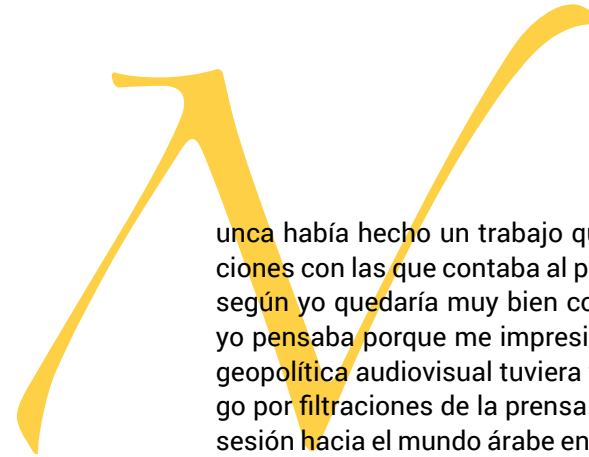 N
unca había hecho un trabajo qu
ciones con las que contaba al p
según yo quedaría muy bien co
yo pensaba porque me impresi
geopolítica audiovisual tuviera
go por filtraciones de la prensa
sesión hacia el mundo árabe en